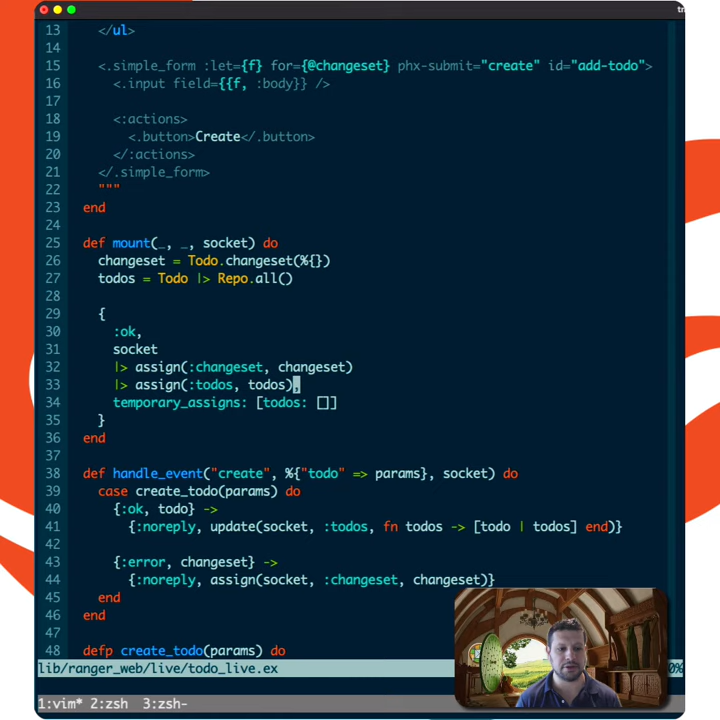 13 </ul>
14
15 <.simple_form :let={f} for={@changeset} phx-submit="create" id="add-todo">
16 <.input field={{f, :body}} />
17
18 <:actions>
19 <.button>Create</.button>
20 </:actions>
21 </.simple_form>
22 """
23 end
24
25 def mount(_, _, socket) do
26 changeset = Todo.changeset(%{})
27 todos = Todo |> Repo.all()
28
29 {
30 :ok,
31 socket
32 |> assign(:changeset, changeset)
33 |> assign(:todos, todos),
34 temporary_assigns: [todos: []]
35 }
36 end
37
38 def handle_event("create", %{"todo" => params}, socket) do
39 case create_todo(params) do
40 {:ok, todo} ->
41 {:noreply, update(socket, :todos, fn todos -> [todo | todos] end)}
42
43 {:error, changeset} ->
44 {:noreply, assign(socket, :changeset, changeset)}
45 end
46 end
47
48 defp create_todo(params) do
lib/ranger_web/live/todo_live.ex
1:vim* 2:zsh 3:zsh-